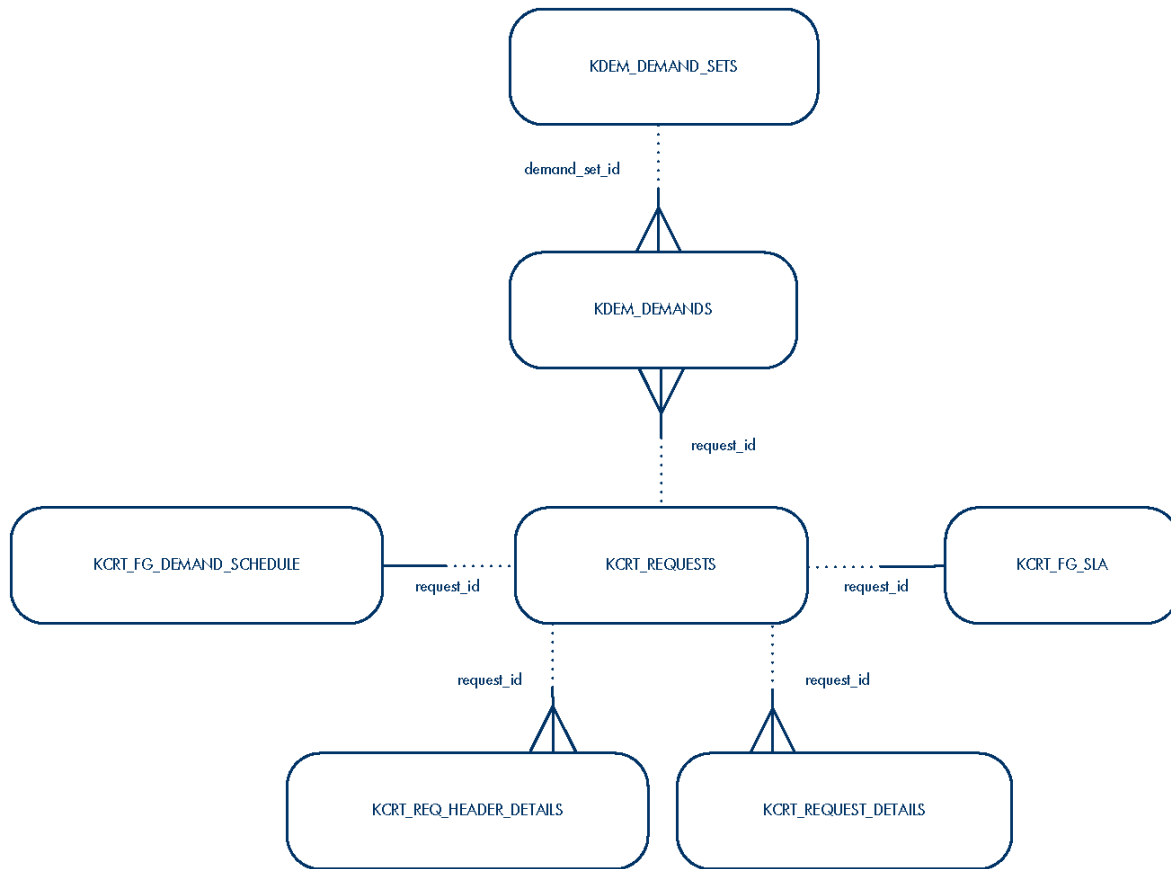 KDEM_DEMAND_SETS
demand_set_id
KDEM_DEMANDS
request_id
KCRT_FG_DEMAND_SCHEDULE
request_id
KCRT_REQUESTS
request_id
KCRT_FG_SLA
request_id
request_id
KCRT_REQ_HEADER_DETAILS
KCRT_REQUEST_DETAILS